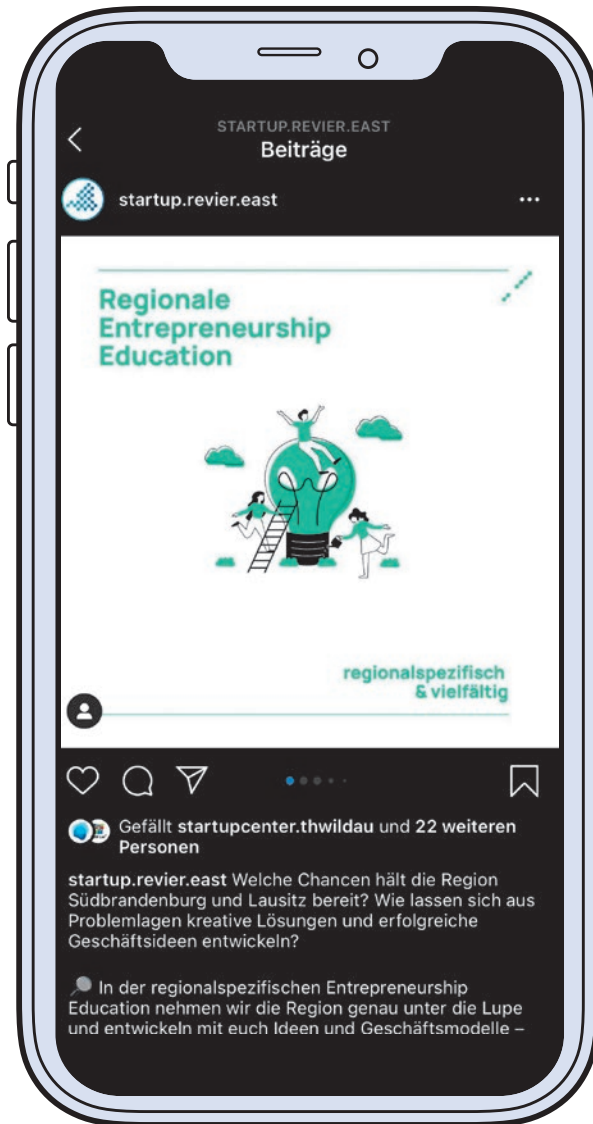 STARTUP.REVIER.EAST
Beiträge
startup.revier.east
Regionale
Entrepreneurship
Education
regionalspezifisch
& vielfältig
Gefällt startupcenter.thwildau und 22 weiteren
Personen
startup.revier.east Welche Chancen hält die Region
Südbrandenburg und Lausitz bereit? Wie lassen sich aus
Problemlagen kreative Lösungen und erfolgreiche
Geschäftsideen entwickeln?
🔎 In der regionalspezifischen Entrepreneurship
Education nehmen wir die Region genau unter die Lupe
und entwickeln mit euch Ideen und Geschäftsmodelle –